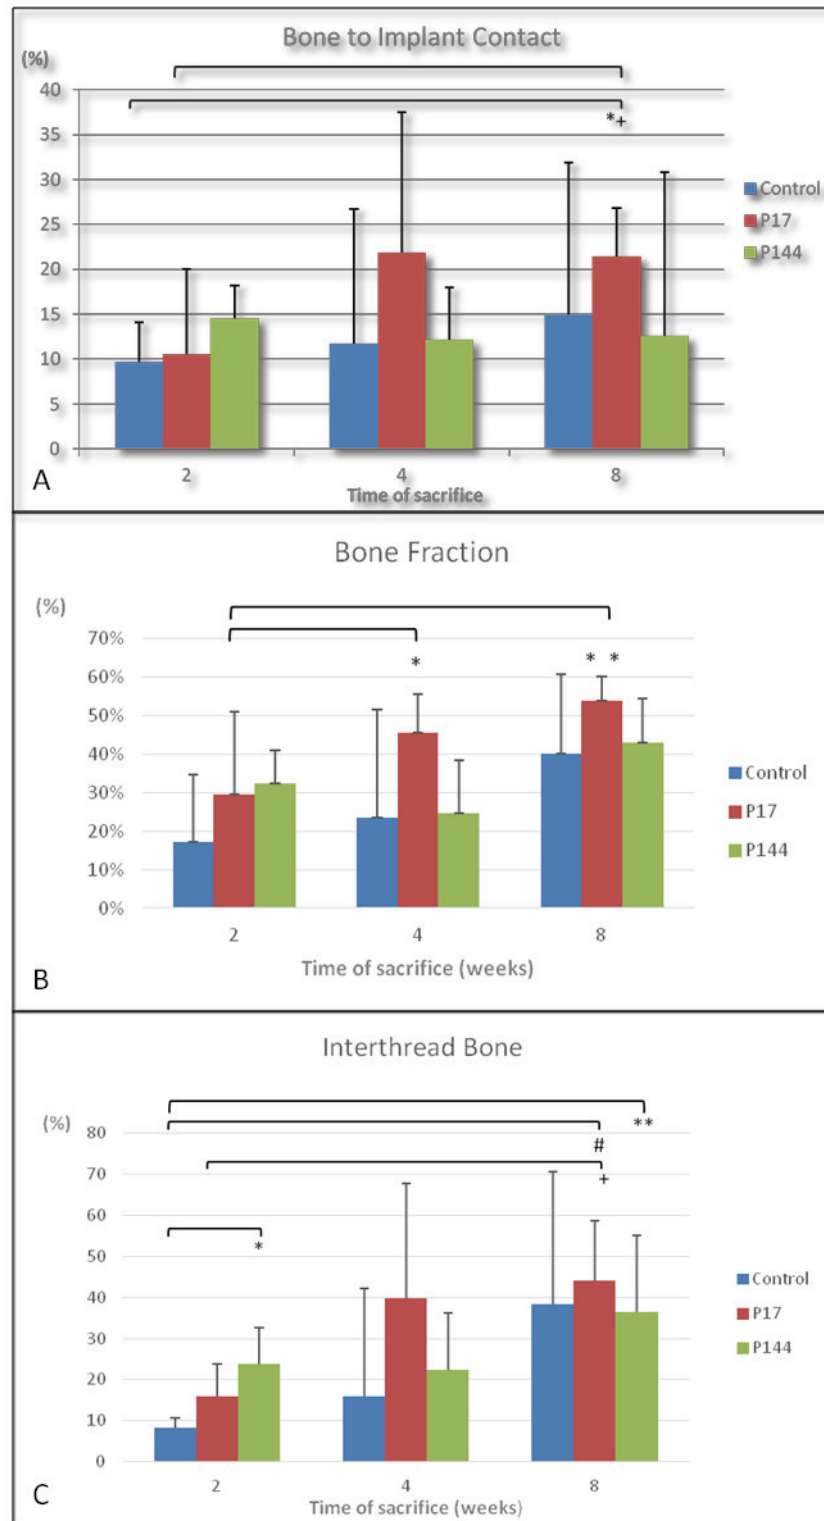 Bone to Implant Contact
(%)
40
35
*+
30
25
20
15
10
5
0
Control
P17
P144
2 4 8
Time of sacrifice
A
Bone Fraction
(%)
70%
*
* *
60%
50%
40%
30%
20%
10%
0%
Control
P17
P144
2 4 8
Time of sacrifice (weeks)
B
Interthread Bone
(%)
**
80
#
70
+
60
50
*
40
30
20
10
0
Control
P17
P144
2 4 8
Time of sacrifice (weeks)
C